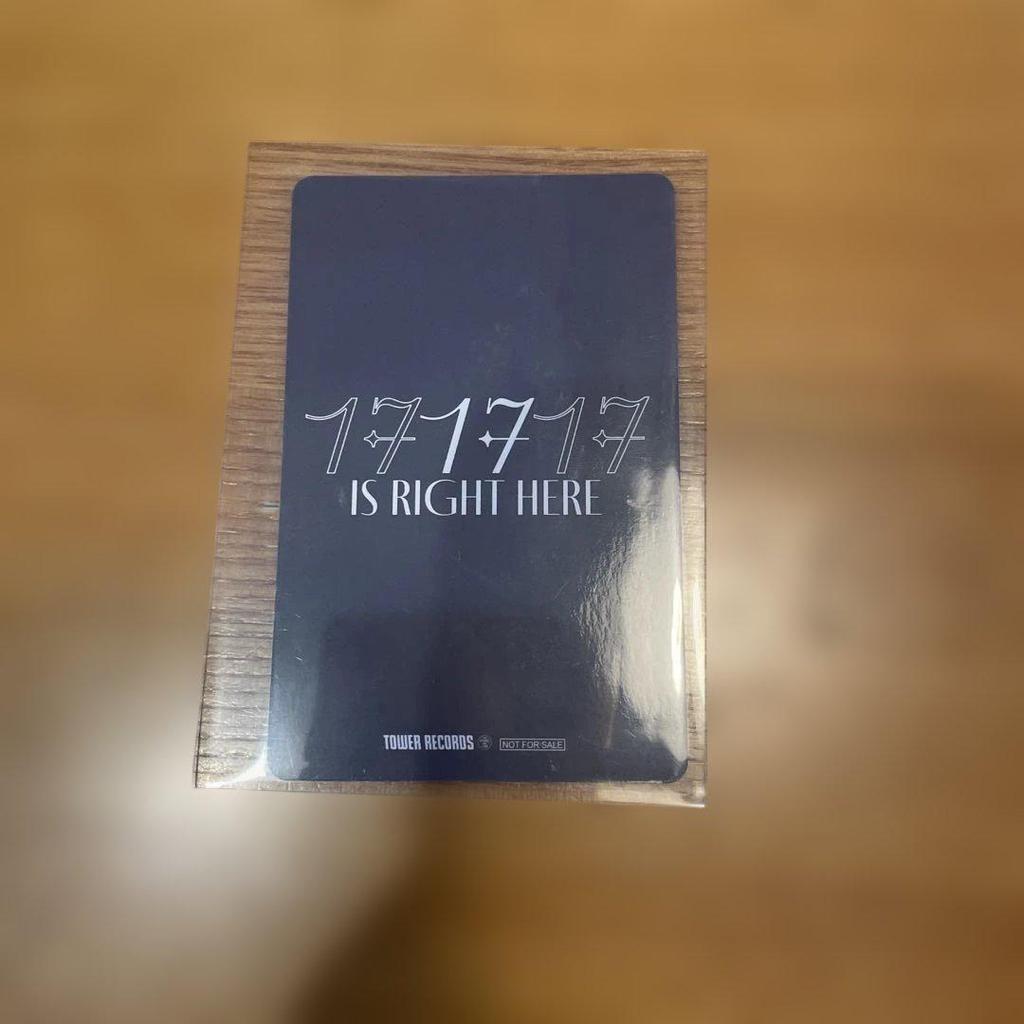 171717
IS RIGHT HERE
TOWER RECORDS NOT FOR SALE